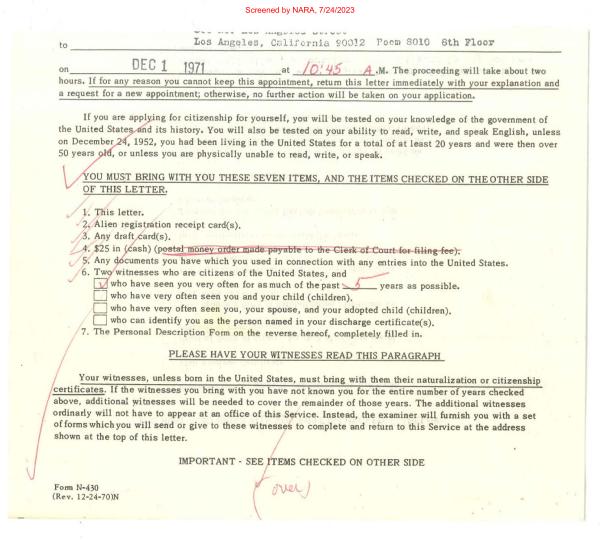 Screened by NARA, 7/24/2023
to Los Angeles, California 90012 Room 8010 6th Floor
on DEC 1 1971 at 10:45 A.M. The proceeding will take about two
hours. If for any reason you cannot keep this appointment, return this letter immediately with your explanation and
a request for a new appointment; otherwise, no further action will be taken on your application.
If you are applying for citizenship for yourself, you will be tested on your knowledge of the government of
the United States and its history. You will also be tested on your ability to read, write, and speak English, unless
on December 24, 1952, you had been living in the United States for a total of at least 20 years and were then over
50 years old, or unless you are physically unable to read, write, or speak.
YOU MUST BRING WITH YOU THESE SEVEN ITEMS, AND THE ITEMS CHECKED ON THE OTHER SIDE
OF THIS LETTER.
1. This letter.
2. Alien registration receipt card(s).
3. Any draft card(s).
4. $25 in (cash) (postal money order made payable to the Clerk of Court for filing fee).
5. Any documents you have which you used in connection with any entries into the United States.
6. Two witnesses who are citizens of the United States, and
who have seen you very often for as much of the past 5 years as possible.
who have very often seen you and your child (children).
who have very often seen you, your spouse, and your adopted child (children).
who can identify you as the person named in your discharge certificate(s).
7. The Personal Description Form on the reverse hereof, completely filled in.
PLEASE HAVE YOUR WITNESSES READ THIS PARAGRAPH
Your witnesses, unless born in the United States, must bring with them their naturalization or citizenship
certificates. If the witnesses you bring with you have not known you for the entire number of years checked
above, additional witnesses will be needed to cover the remainder of those years. The additional witnesses
ordinarily will not have to appear at an office of this Service. Instead, the examiner will furnish you with a set
of forms which you will send or give to these witnesses to complete and return to this Service at the address
shown at the top of this letter.
IMPORTANT - SEE ITEMS CHECKED ON OTHER SIDE
(over)
Form N-430
(Rev. 12-24-70)N